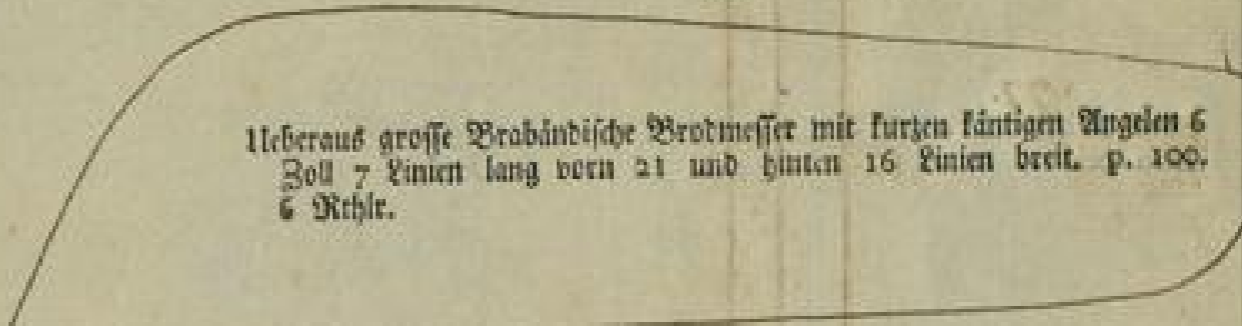 Ueberaus grosse Brabändische Brodmesser mit kurtzen käntigen Angelen 6
Zoll 7 Linien lang vorn 21 und hinten 16 Linien breit. p. 100.
6 Rthlr.